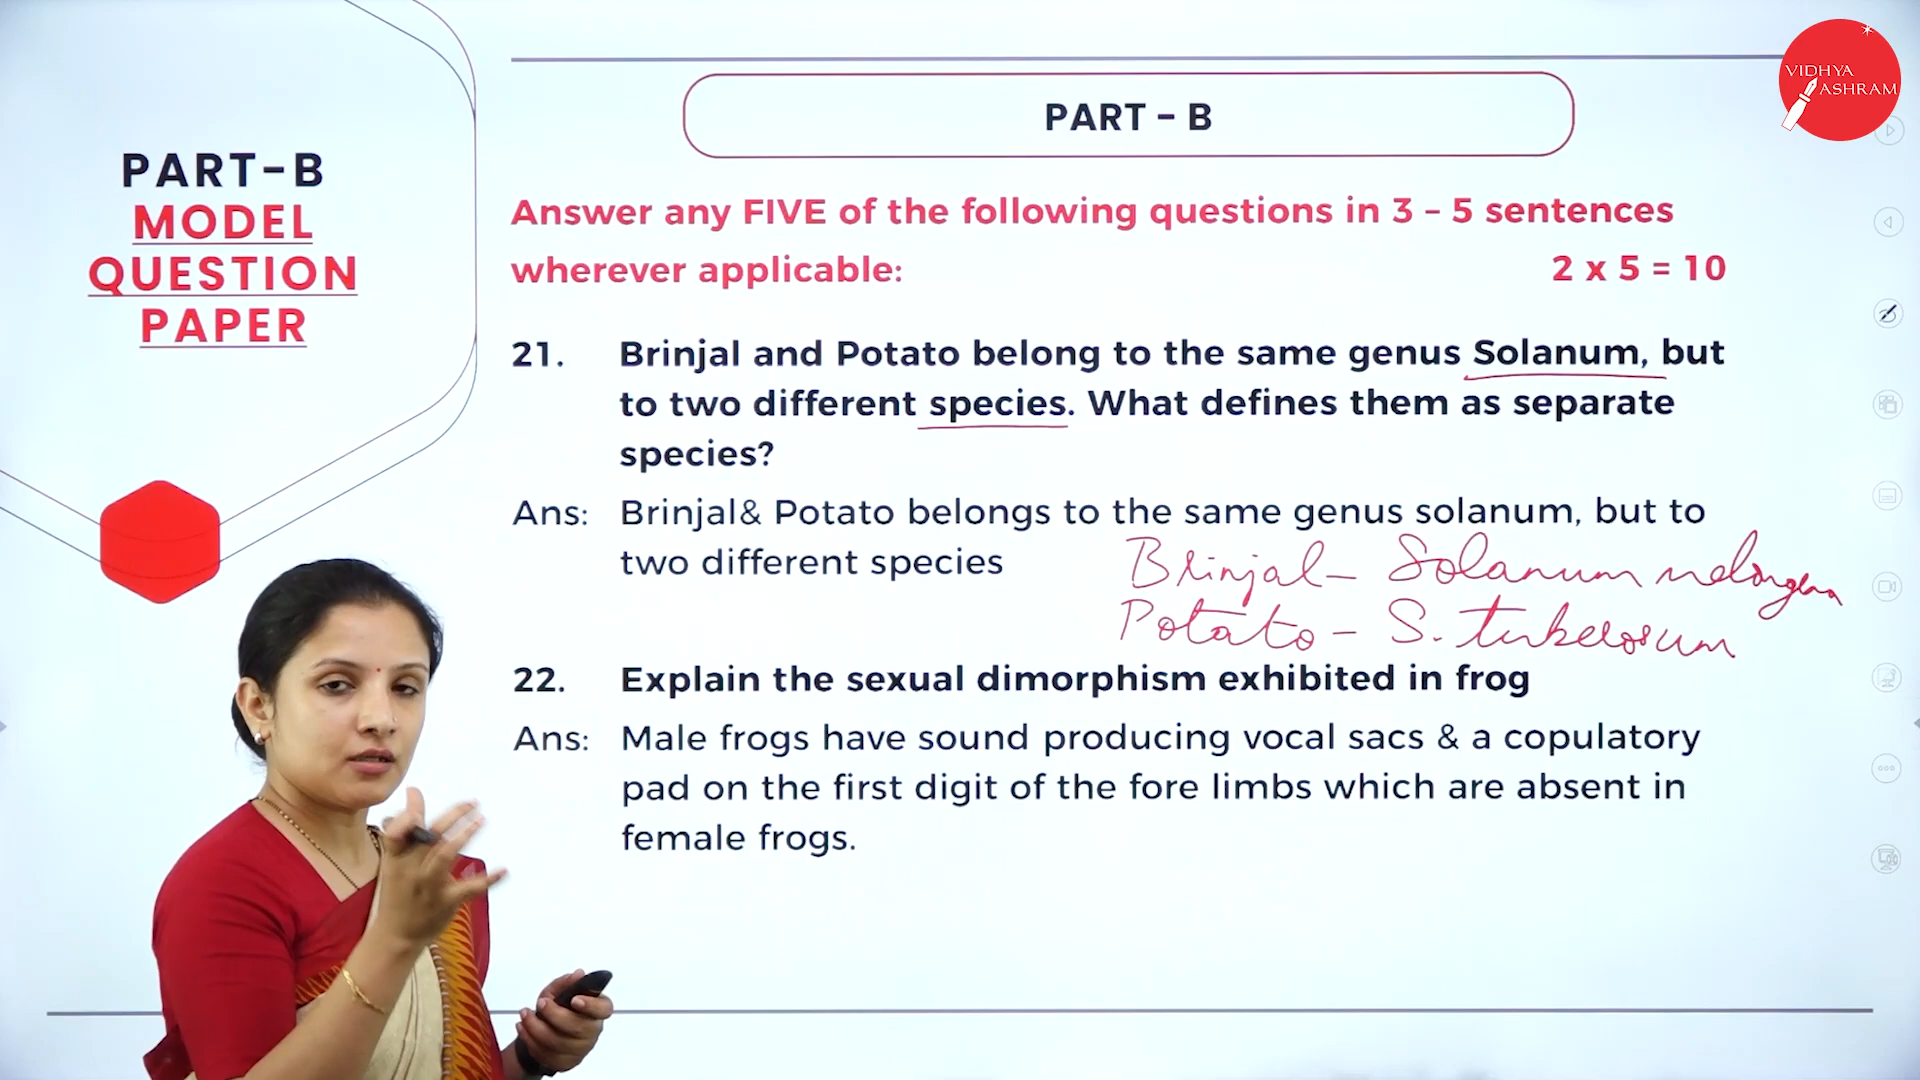 VIDHYA
ASHRAM
PART - B
PART-B
MODEL
QUESTION
PAPER
Answer any FIVE of the following questions in 3 - 5 sentences
wherever applicable: 2 x 5 = 10
21. Brinjal and Potato belong to the same genus Solanum, but
to two different species. What defines them as separate
species?
Ans: Brinjal& Potato belongs to the same genus solanum, but to
two different species
Brinjal - Solanum melongena
Potato - S. tuberosum
22. Explain the sexual dimorphism exhibited in frog
Ans: Male frogs have sound producing vocal sacs & a copulatory
pad on the first digit of the fore limbs which are absent in
female frogs.